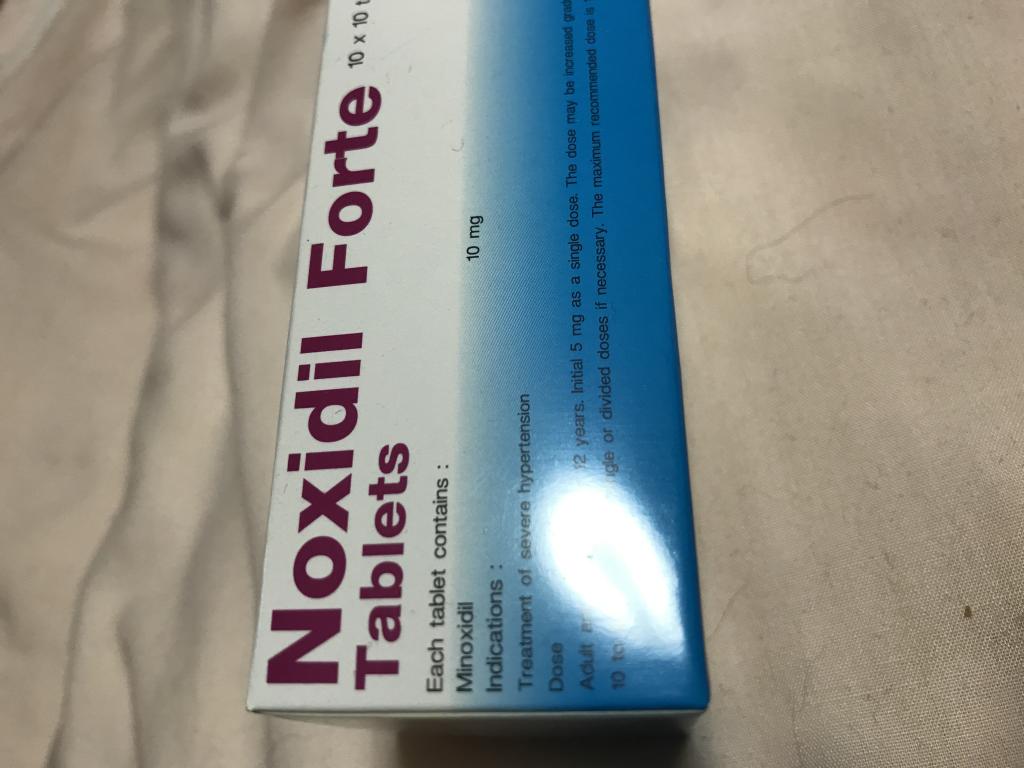 Noxidil Forte 10 x 10
Tablets
Each tablet contains :
Minoxidil 10 mg
Indications :
Treatment of severe hypertension
Dose
Adult 12 years. Initial 5 mg as a single dose. The dose may be increased
10 or divided doses if necessary. The maximum recommended dose is